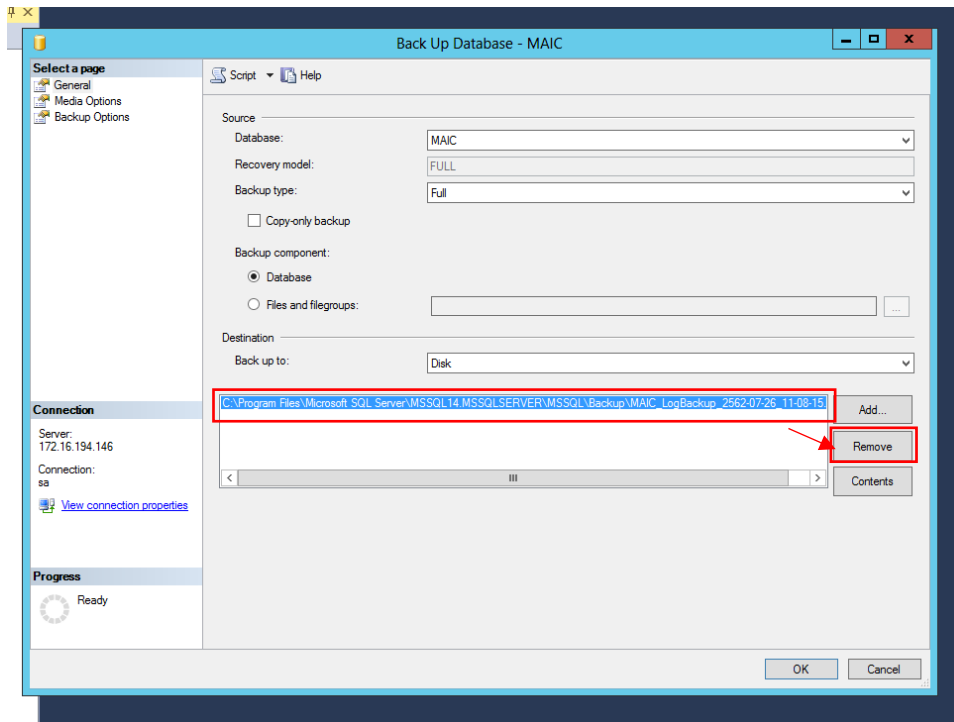 Back Up Database - MAIC
Select a page
General
Media Options
Backup Options
Script
Help
Source
Database:
MAIC
Recovery model:
FULL
Backup type:
Full
Copy-only backup
Backup component:
Database
Files and filegroups:
...
Destination
Back up to:
Disk
C:\Program Files\Microsoft SQL Server\MSSQL14.MSSQLSERVER\MSSQL\Backup\MAIC_LogBackup_2562-07-26_11-08-15.
Add...
Remove
Contents
Connection
Server:
172.16.194.146
Connection:
sa
View connection properties
Progress
Ready
OK
Cancel